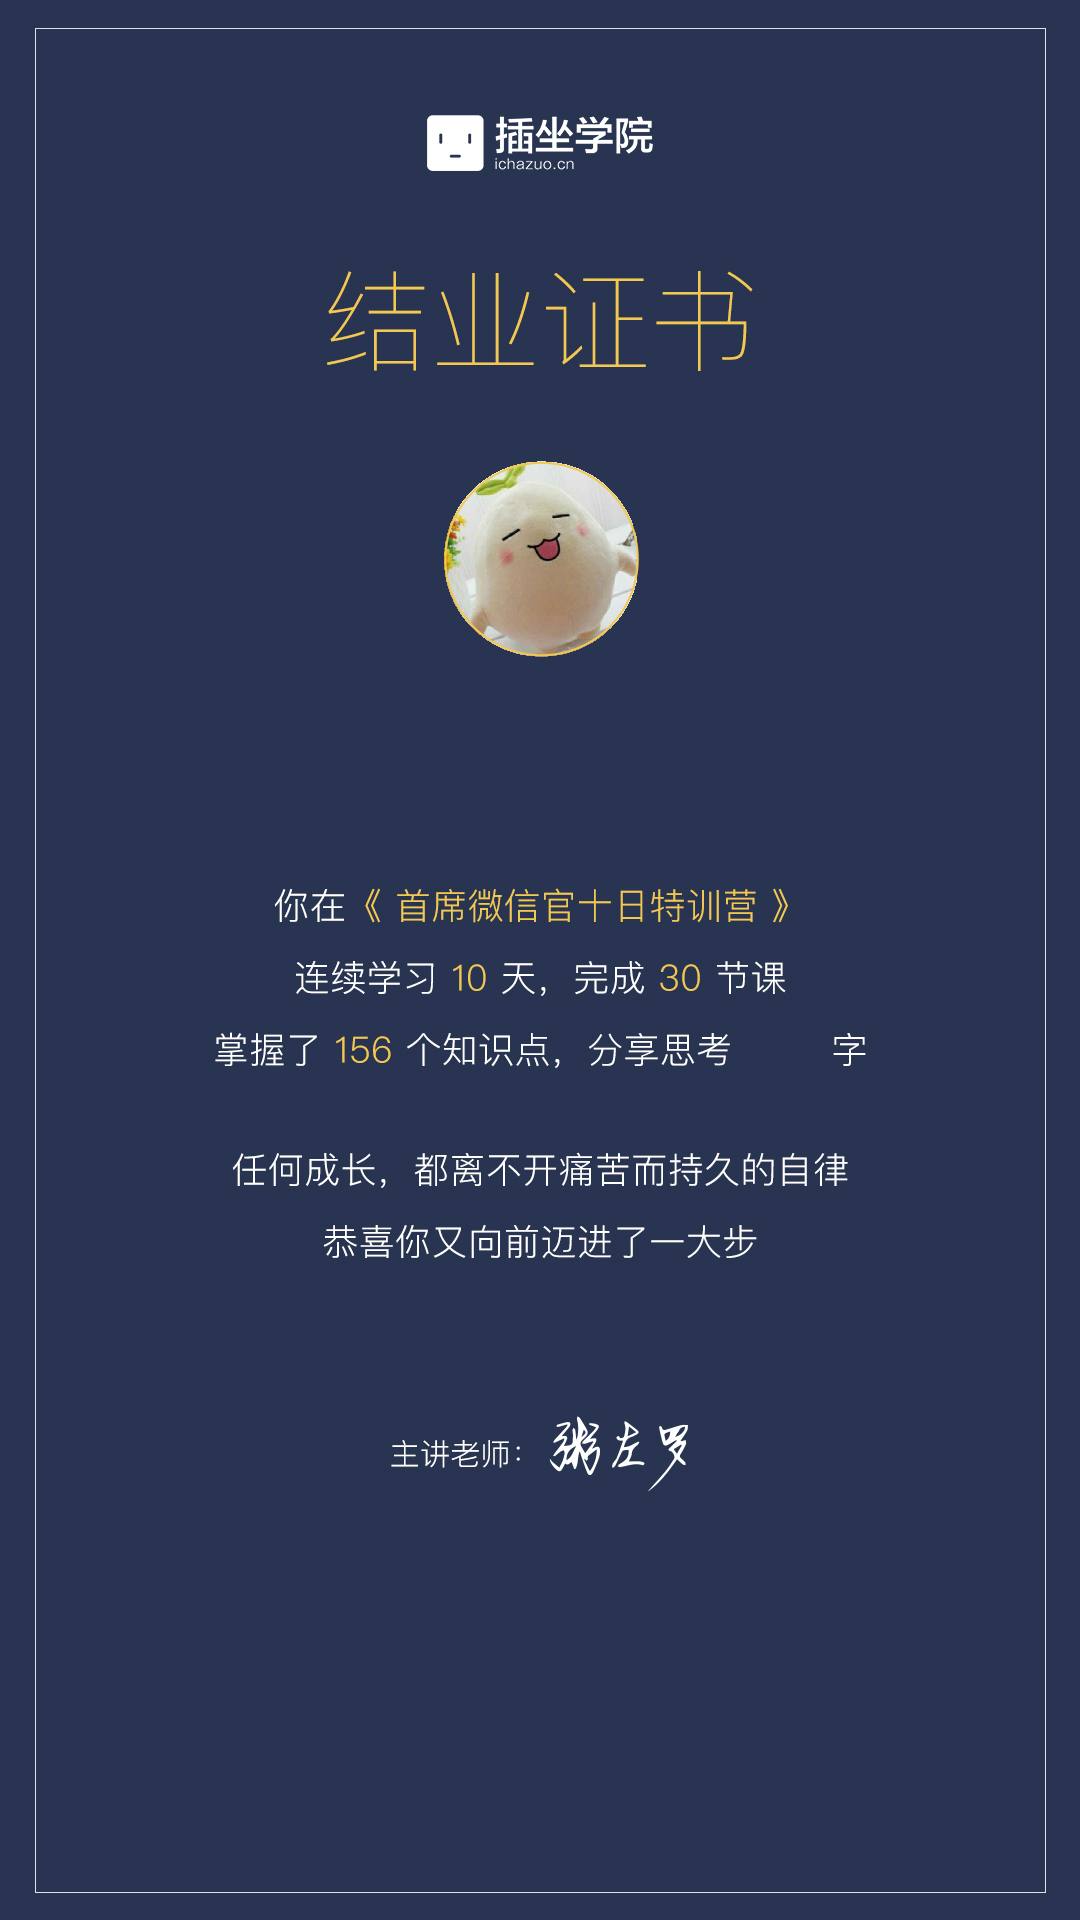 插坐学院
ichazuo.cn
结业证书
你在《 首席微信官十日特训营 》
连续学习 10 天，完成 30 节课
掌握了 156 个知识点，分享思考 字
任何成长，都离不开痛苦而持久的自律
恭喜你又向前迈进了一大步
主讲老师：粥左罗